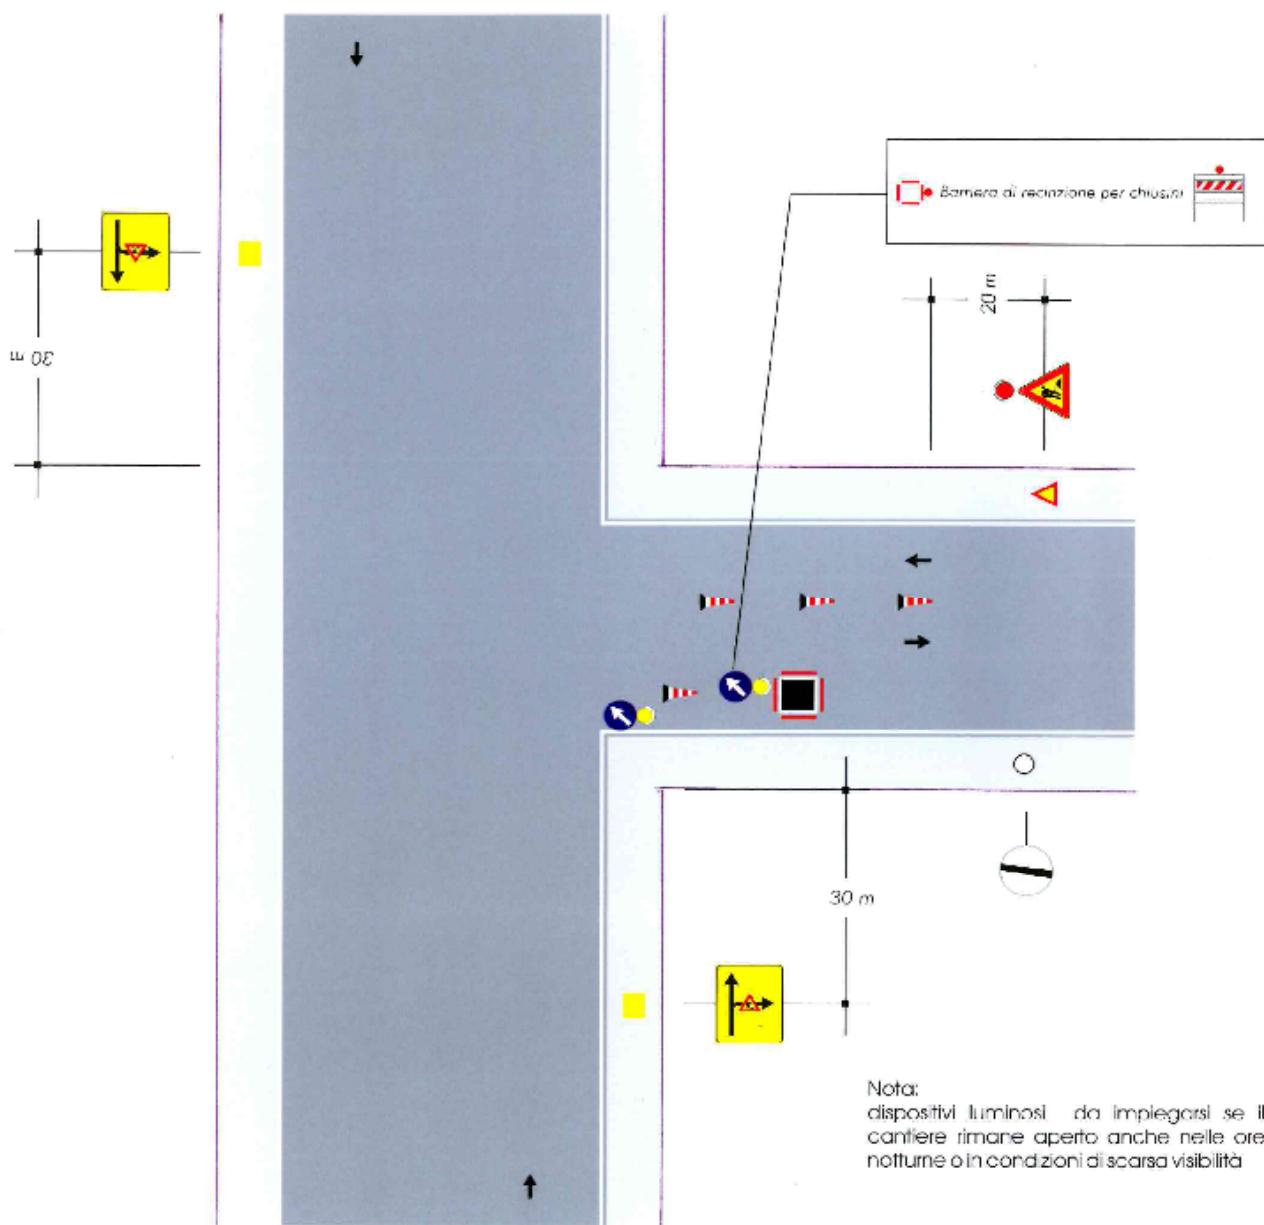 Barriera di recinzione per chiusini
20 m
30 m
30 m
Nota:
dispositivi luminosi da impiegarsi se il
cantiere rimane aperto anche nelle ore
notturne o in condizioni di scarsa visibilità